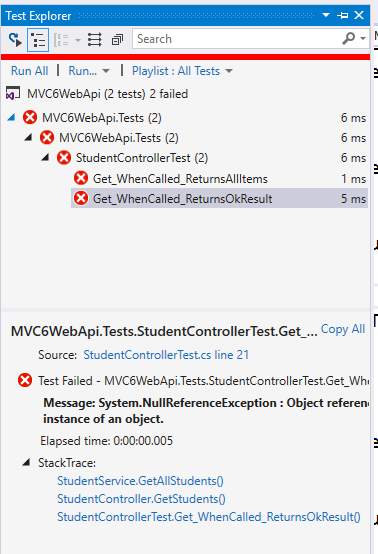 Test Explorer
Search
Run All | Run... | Playlist : All Tests
MVC6WebApi (2 tests) 2 failed
MVC6WebApi.Tests (2) 6 ms
MVC6WebApi.Tests (2) 6 ms
StudentControllerTest (2) 6 ms
Get_WhenCalled_ReturnsAllItems 1 ms
Get_WhenCalled_ReturnsOkResult 5 ms
MVC6WebApi.Tests.StudentControllerTest.Get_... Copy All
Source: StudentControllerTest.cs line 21
Test Failed - MVC6WebApi.Tests.StudentControllerTest.Get_Whe
Message: System.NullReferenceException : Object referen
instance of an object.
Elapsed time: 0:00:00.005
StackTrace:
StudentService.GetAllStudents()
StudentController.GetStudents()
StudentControllerTest.Get_WhenCalled_ReturnsOkResult()